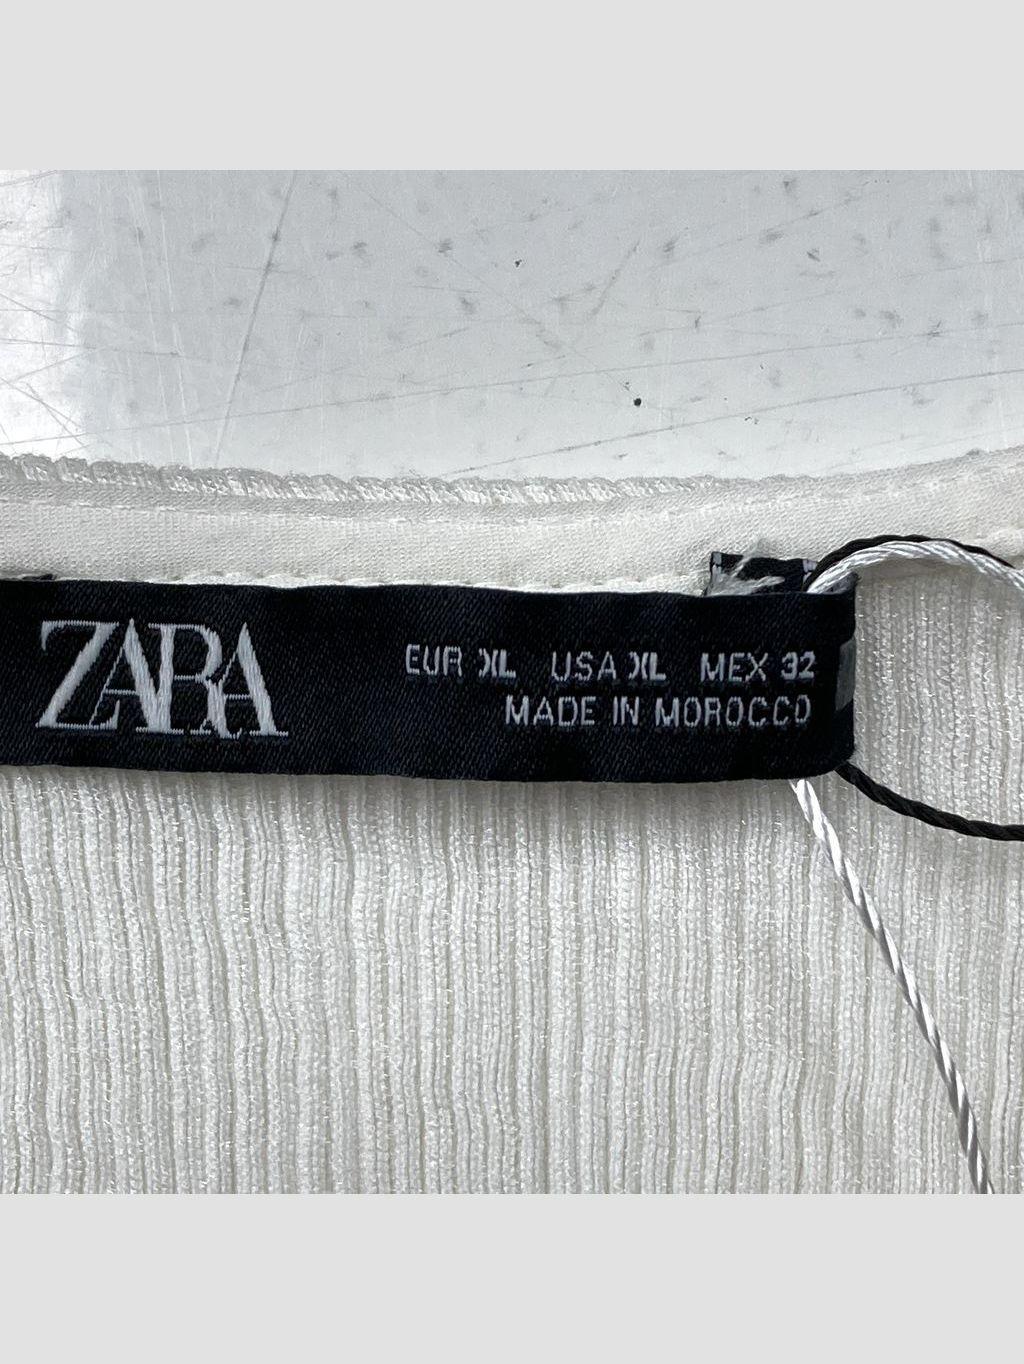 ZARA
EUR XL USA XL MEX 32
MADE IN MOROCCO